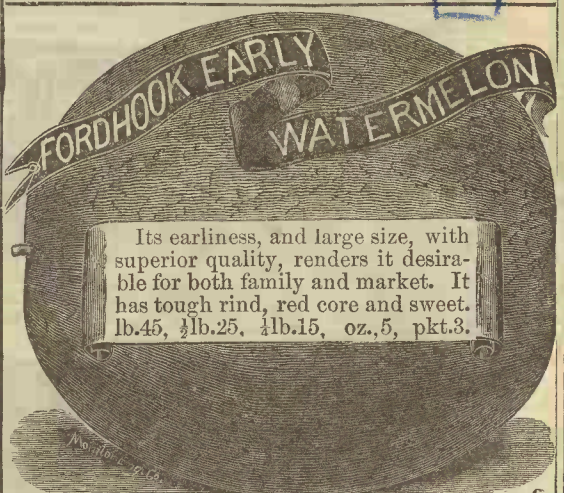 FORDHOOK EARLY
WATERMELON
Its earliness, and large size, with
superior quality, renders it desira-
ble for both family and market. It
has tough rind, red core and sweet.
lb.45, ½lb.25, ¼lb.15, oz.,5, pkt.3.